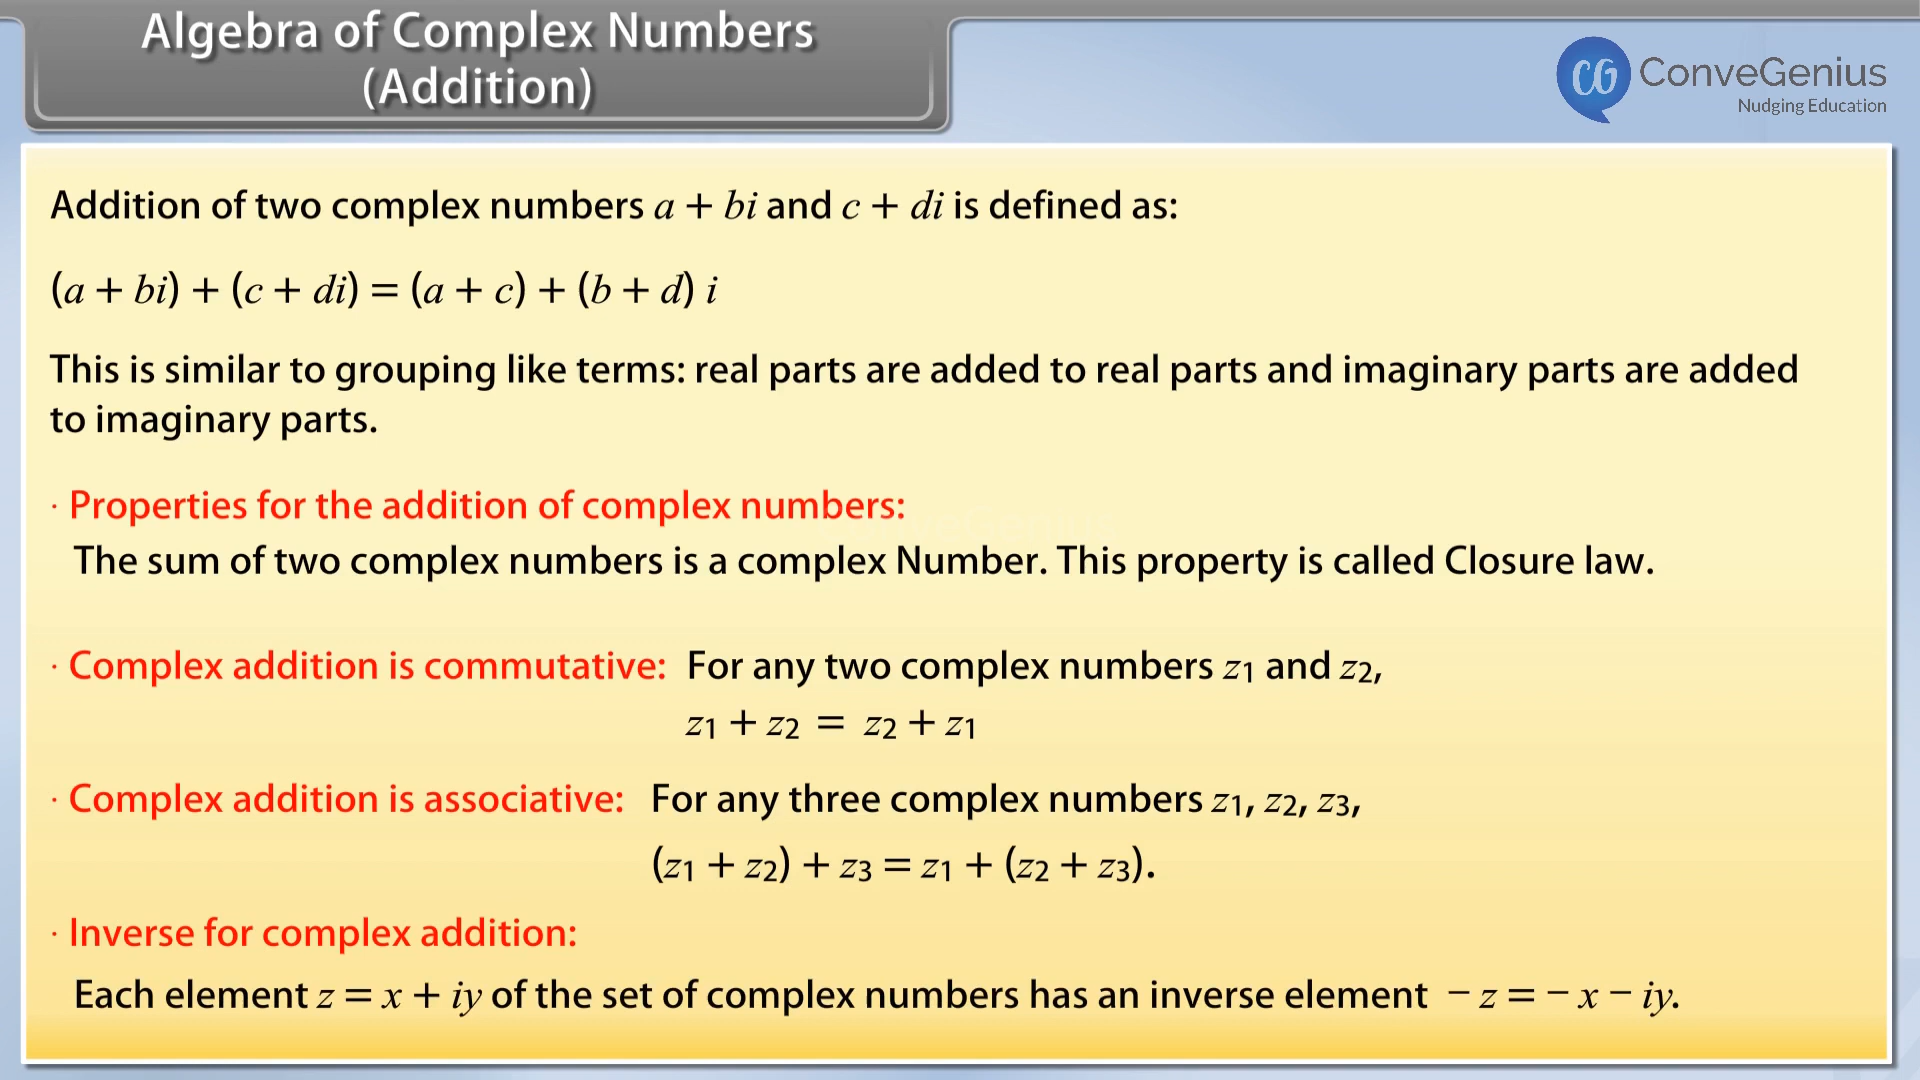 Algebra of Complex Numbers
(Addition)
CG ConveGenius
Nudging Education
Addition of two complex numbers a + bi and c + di is defined as:
(a + bi) + (c + di) = (a + c) + (b + d) i
This is similar to grouping like terms: real parts are added to real parts and imaginary parts are added
to imaginary parts.
· Properties for the addition of complex numbers:
ConveGenius
The sum of two complex numbers is a complex Number. This property is called Closure law.
· Complex addition is commutative: For any two complex numbers z1 and z2,
z1 + z2 = z2 + z1
· Complex addition is associative: For any three complex numbers z1, z2, z3,
(z1 + z2) + z3 = z1 + (z2 + z3).
· Inverse for complex addition:
Each element z = x + iy of the set of complex numbers has an inverse element − z = − x − iy.